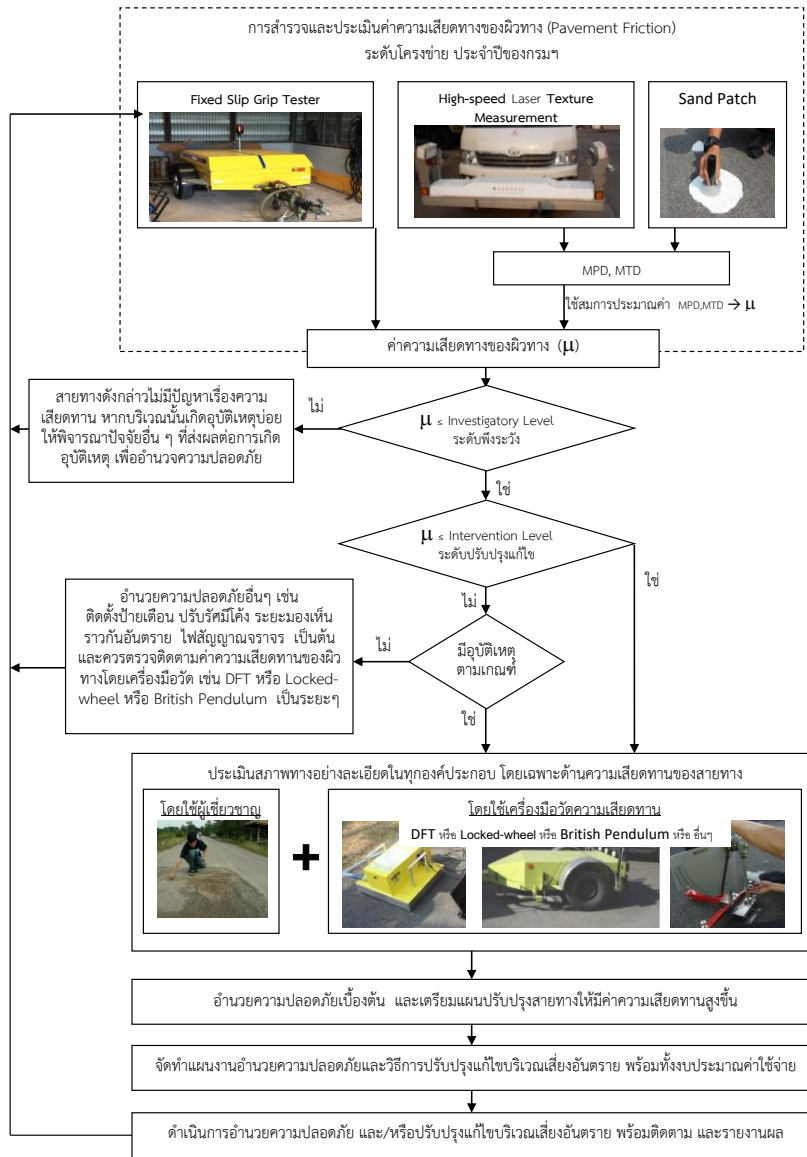 การสำรวจและประเมินค่าความเสียดทางของผิวทาง (Pavement Friction)
ระดับโครงข่าย ประจำปีของกรมฯ
Fixed Slip Grip Tester
High-speed Laser Texture
Measurement
Sand Patch
MPD, MTD
ใช้สมการประมาณค่า MPD,MTD → μ
ค่าความเสียดทางของผิวทาง (μ)
สายทางดังกล่าวไม่มีปัญหาเรื่องความ
เสียดทาน หากบริเวณนั้นเกิดอุบัติเหตุบ่อย
ให้พิจารณาปัจจัยอื่น ๆ ที่ส่งผลต่อการเกิด
อุบัติเหตุ เพื่ออำนวจความปลอดภัย
ไม่
μ ≤ Investigatory Level
ระดับพึงระวัง
ใช่
μ ≤ Intervention Level
ระดับปรับปรุงแก้ไข
ใช่
ไม่
อำนวยความปลอดภัยอื่นๆ เช่น
ติดตั้งป้ายเตือน ปรับรัศมีโค้ง ระยะมองเห็น
ราวกันอันตราย ไฟสัญญาณจราจร เป็นต้น
และควรตรวจติดตามค่าความเสียดทานของผิว
ทางโดยเครื่องมือวัด เช่น DFT หรือ Locked-
wheel หรือ British Pendulum เป็นระยะๆ
ไม่
มีอุบัติเหตุ
ตามเกณฑ์
ใช่
ประเมินสภาพทางอย่างละเอียดในทุกองค์ประกอบ โดยเฉพาะด้านความเสียดทานของสายทาง
โดยใช้ผู้เชี่ยวชาญ
+
โดยใช้เครื่องมือวัดความเสียดทาน
DFT หรือ Locked-wheel หรือ British Pendulum หรือ อื่นๆ
อำนวยความปลอดภัยเบื้องต้น และเตรียมแผนปรับปรุงสายทางให้มีค่าความเสียดทานสูงขึ้น
จัดทำแผนงานอำนวยความปลอดภัยและวิธีการปรับปรุงแก้ไขบริเวณเสี่ยงอันตราย พร้อมทั้งงบประมาณค่าใช้จ่าย
ดำเนินการอำนวยความปลอดภัย และ/หรือปรับปรุงแก้ไขบริเวณเสี่ยงอันตราย พร้อมติดตาม และรายงานผล